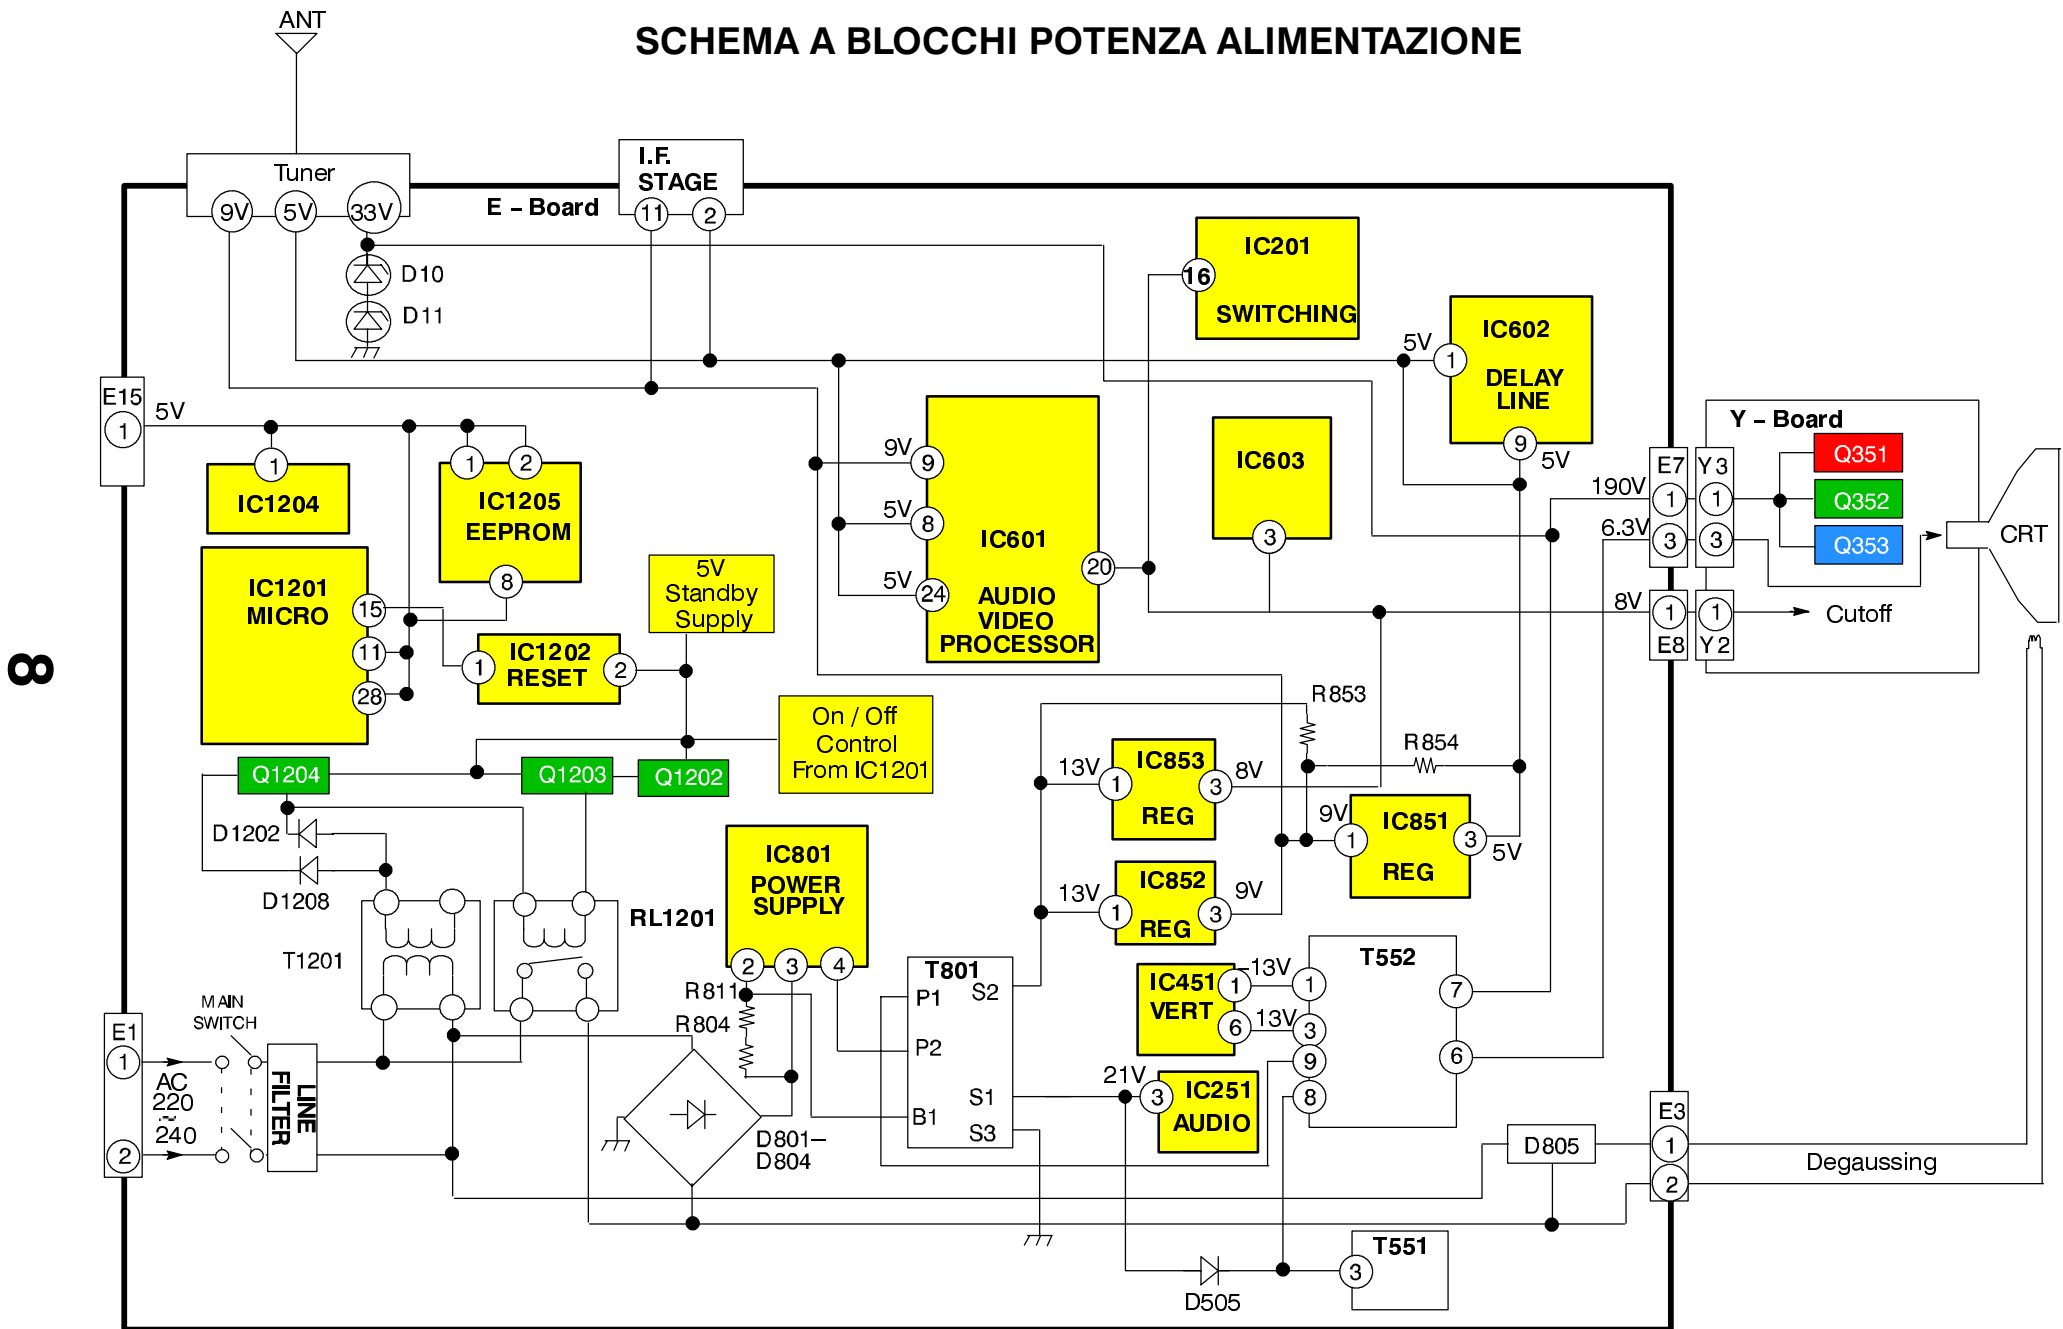 ANT
SCHEMA A BLOCCHI POTENZA ALIMENTAZIONE
Tuner
9V 5V 33V
E – Board
I.F.
STAGE
11 2
D10
D11
IC201
16
SWITCHING
IC602
5V 1
DELAY
LINE
9
5V
E15
1 5V
1
IC1204
1 2
IC1205
EEPROM
8
IC1201
MICRO
15
11
28
1 IC1202 2
RESET
5V
Standby
Supply
On / Off
Control
From IC1201
9V 9
5V 8
5V 24
IC601
20
AUDIO
VIDEO
PROCESSOR
IC603
3
Y – Board
E7 Y3
190V 1 1
6.3V 3 3
8V 1 1
E8 Y2
Q351
Q352
Q353
CRT
Cutoff
8
Q1204
Q1203
Q1202
D1202
D1208
T1201
RL1201
R853
R854
13V 1 IC853 3 8V
REG
9V 1 IC851 3 5V
REG
13V 1 IC852 3 9V
REG
IC801
POWER
SUPPLY
2 3 4
R811
R804
D801–
D804
T801
P1 S2
P2
S1
B1
S3
IC451
VERT
1 –13V 1
6 13V 3
9
8
T552
7
6
21V 3 IC251
AUDIO
E1
1
AC
220
~
240
2
MAIN
SWITCH
LINE
FILTER
D805
E3
1
2
Degaussing
D505
T551
3